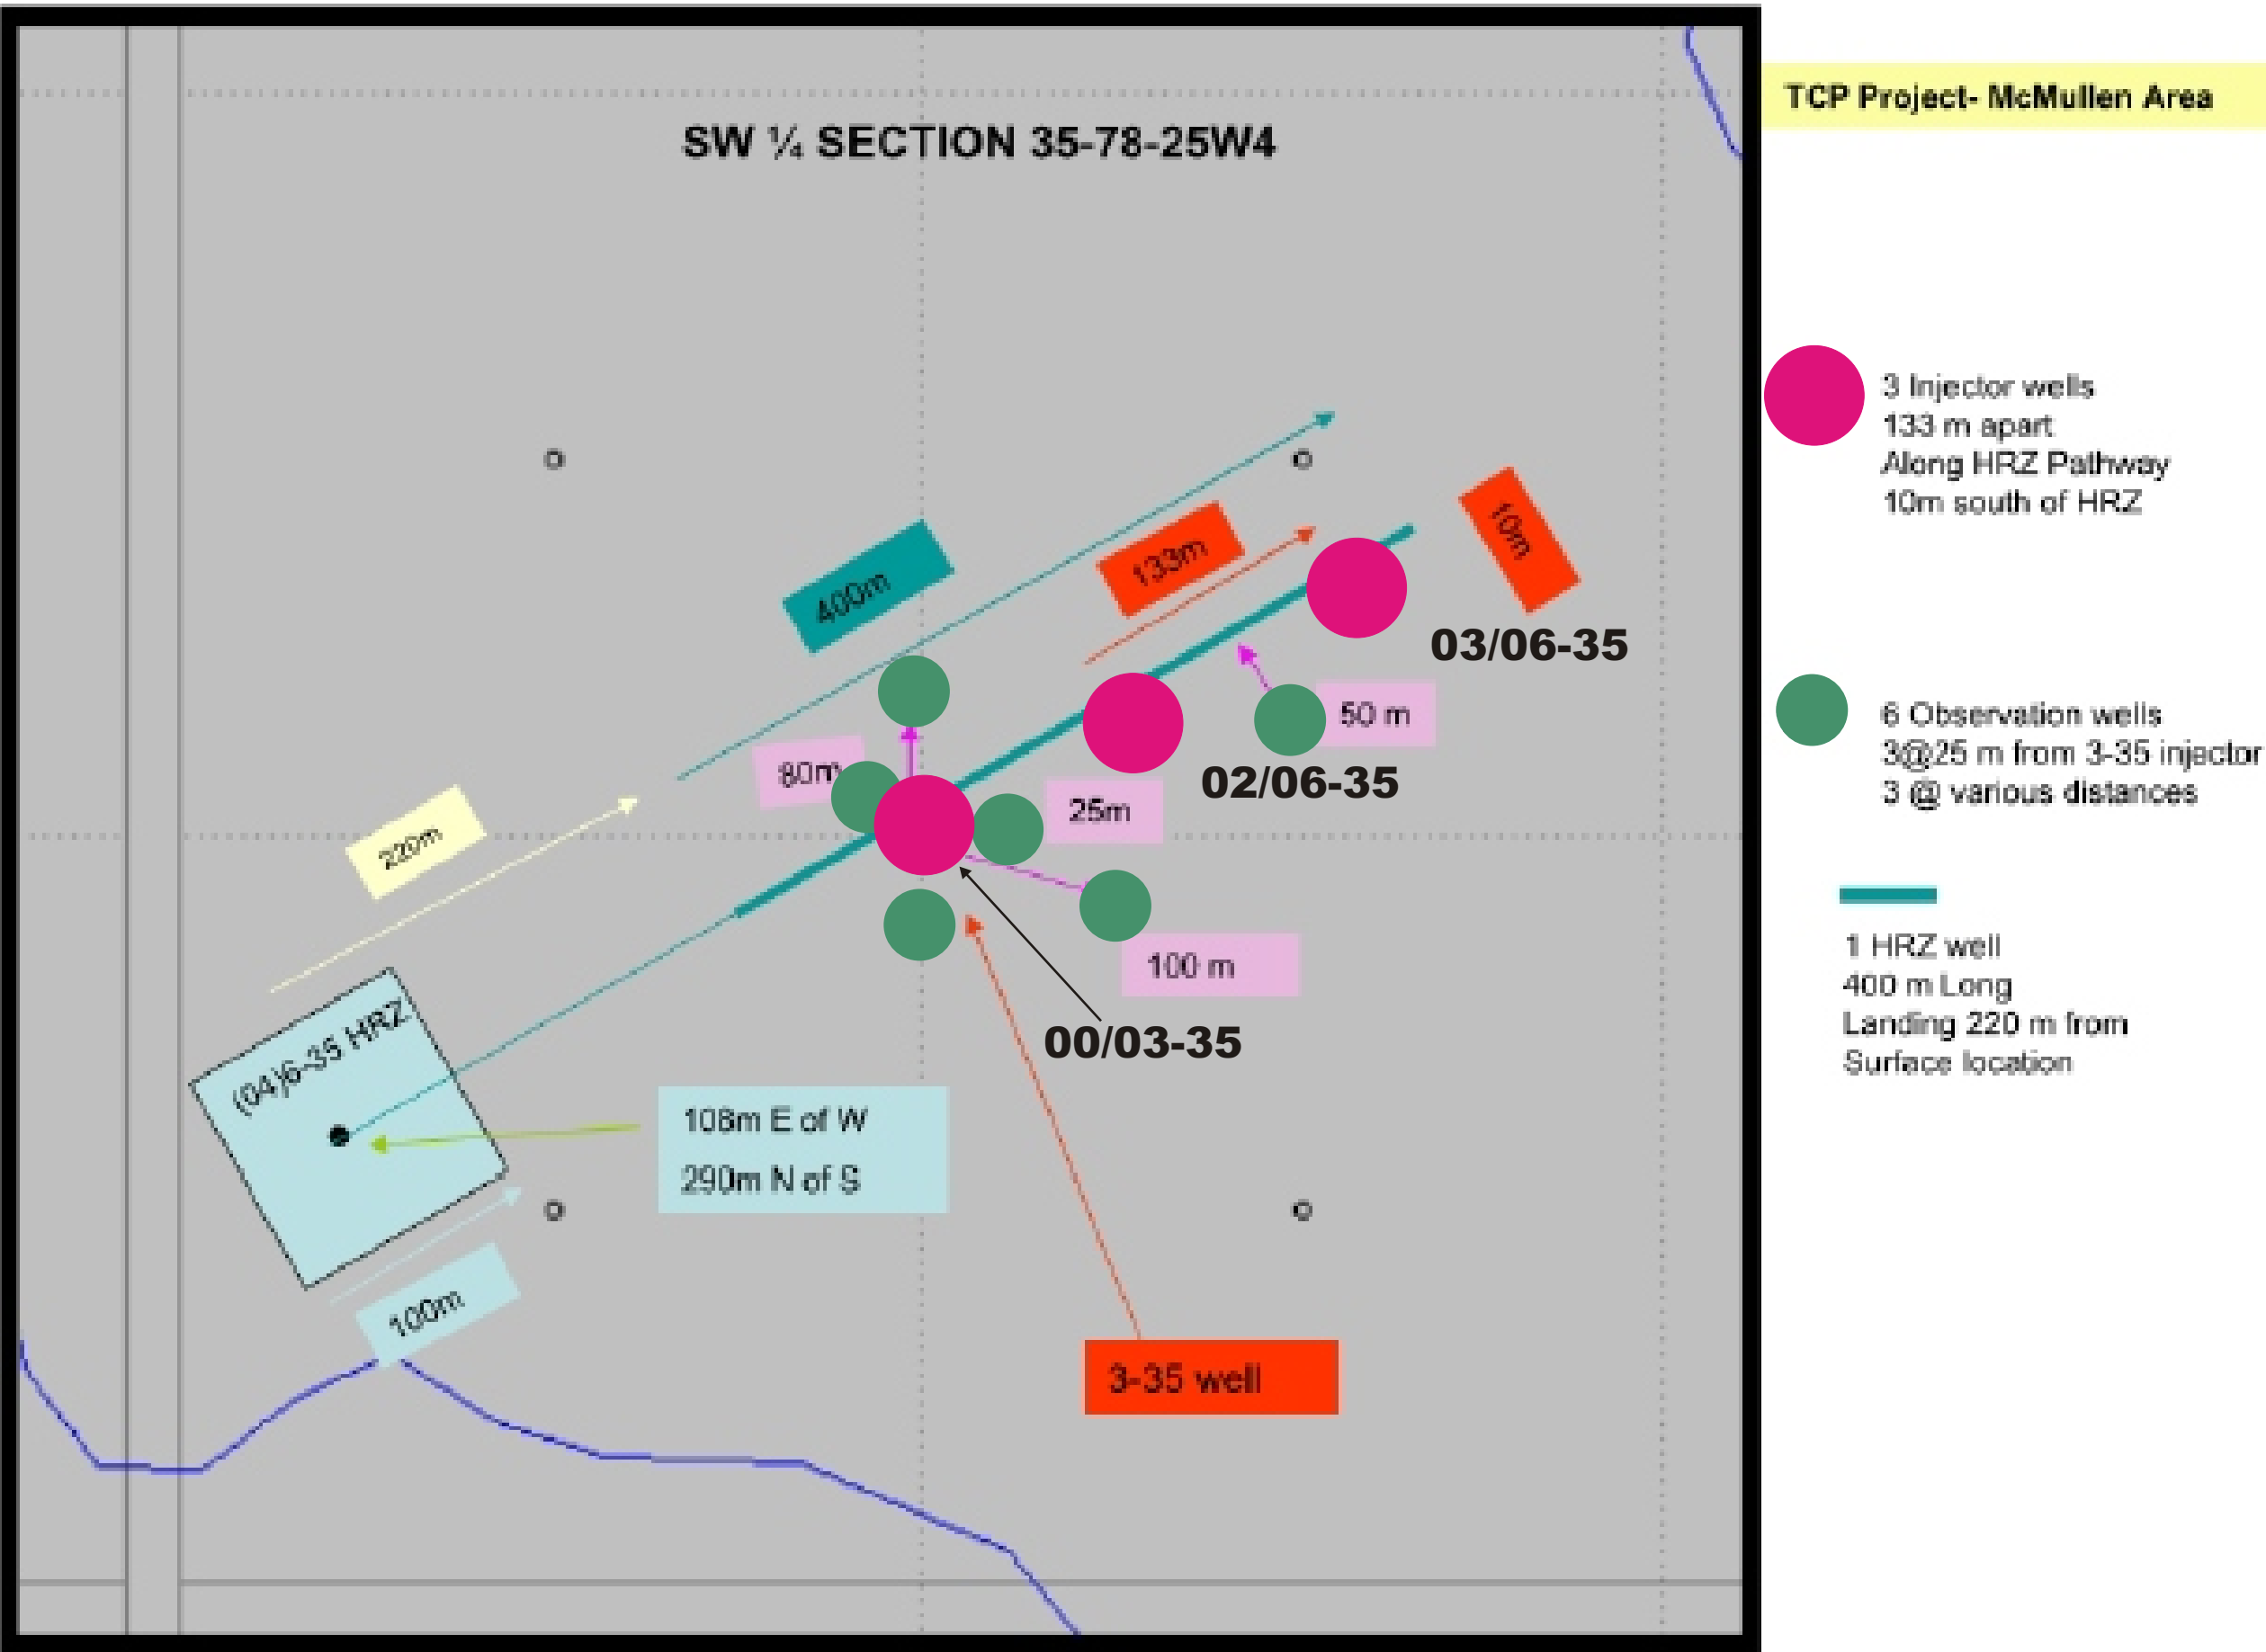 TCP Project- McMullen Area
SW ¼ SECTION 35-78-25W4
3 Injector wells
133 m apart
Along HRZ Pathway
10m south of HRZ
10m
133m
400m
03/06-35
50 m
6 Observation wells
3@25 m from 3-35 injector
3 @ various distances
80m
02/06-35
25m
220m
1 HRZ well
400 m Long
Landing 220 m from
Surface location
100 m
00/03-35
(04)6-35 HRZ
108m E of W
290m N of S
100m
3-35 well